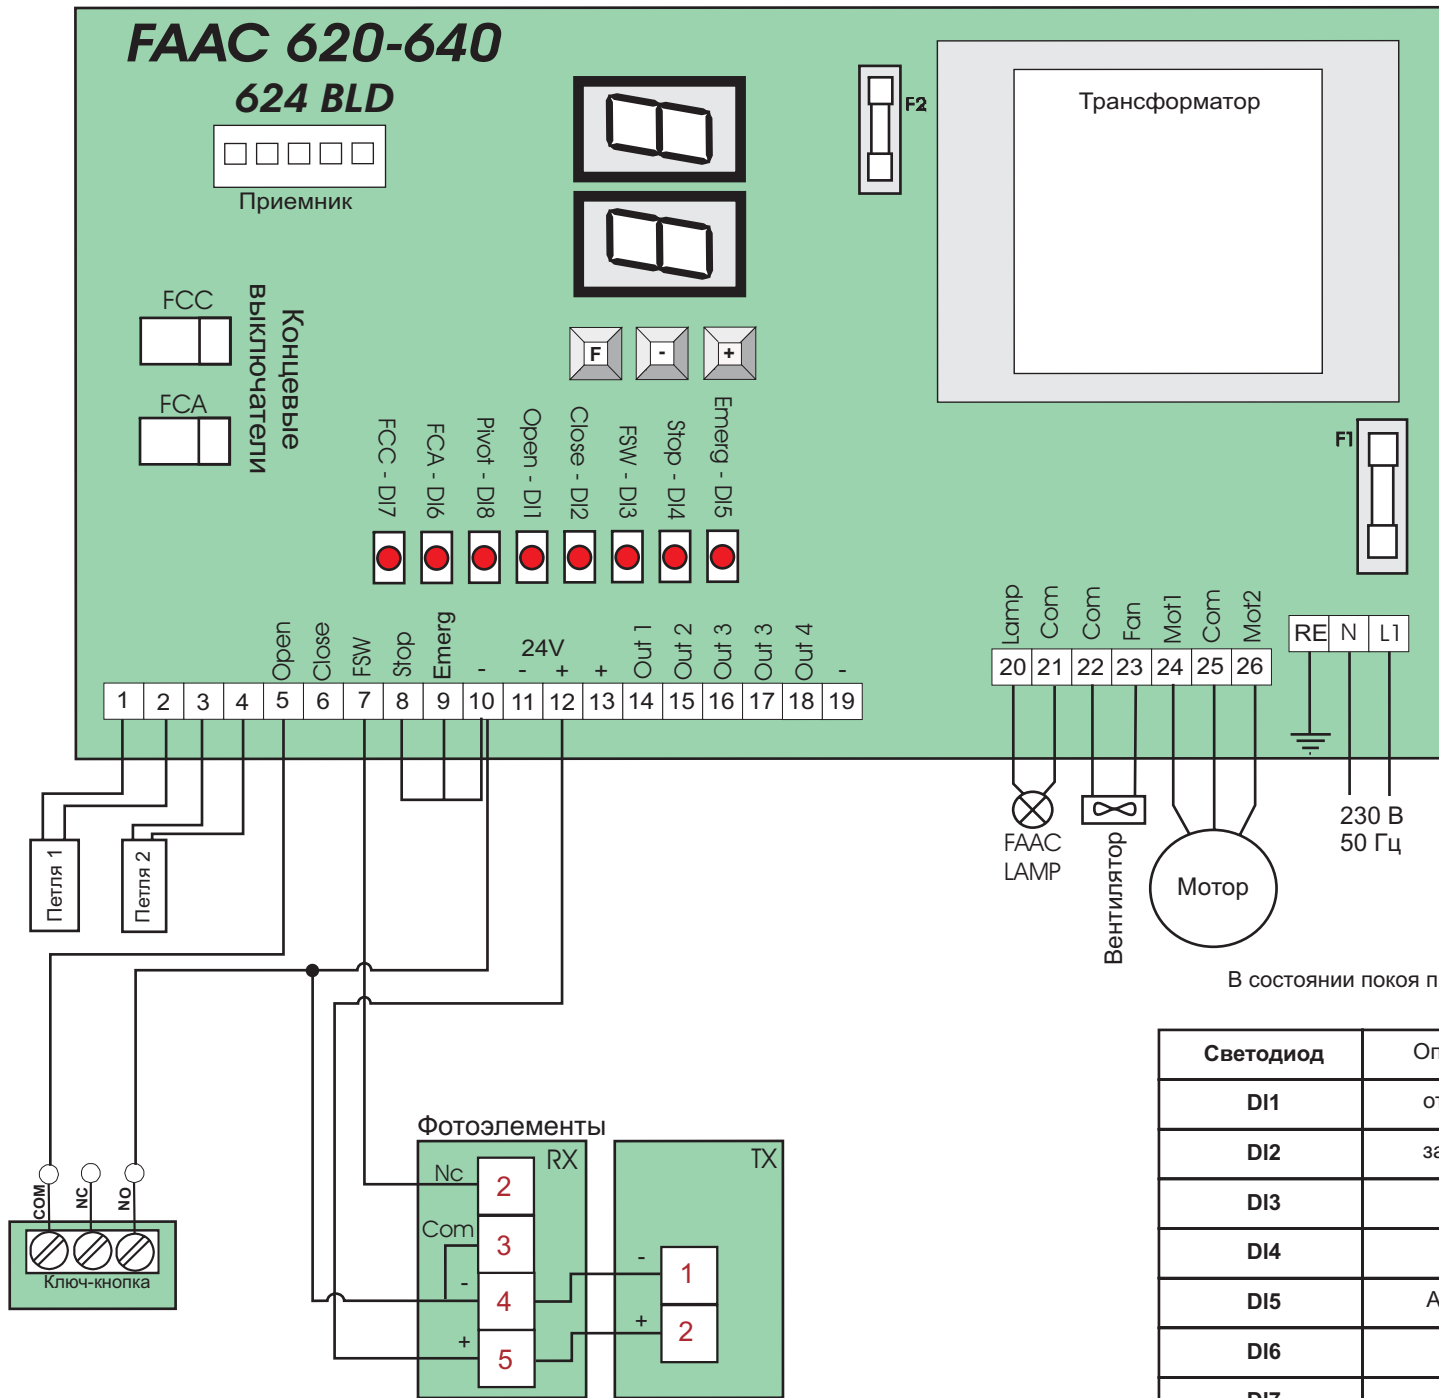 FAAC 620-640
624 BLD
Приемник
F2
Трансформатор
FCC
FCA
Концевые
выключатели
F
-
+
F1
FCC - DI7
FCA - DI6
Pivot - DI8
Open - DI1
Close - DI2
FSW - DI3
Stop - DI4
Emerg - DI5
Open
Close
FSW
Stop
Emerg
-
24V
-
+
+
Out 1
Out 2
Out 3
Out 3
Out 4
-
1 2 3 4 5 6 7 8 9 10 11 12 13 14 15 16 17 18 19
Lamp
Com
Com
Fan
Mot1
Com
Mot2
20 21 22 23 24 25 26
RE N L1
Петля 1
Петля 2
FAAC
LAMP
Вентилятор
Мотор
230 В
50 Гц
В состоянии покоя п
Светодиод Оп
DI1 от
DI2 за
DI3
DI4
DI5 А
DI6
DI7
Фотоэлементы
RX
TX
Nc 2
Com 3
- 4
+ 5
- 1
+ 2
COM
NC
NO
Ключ-кнопка